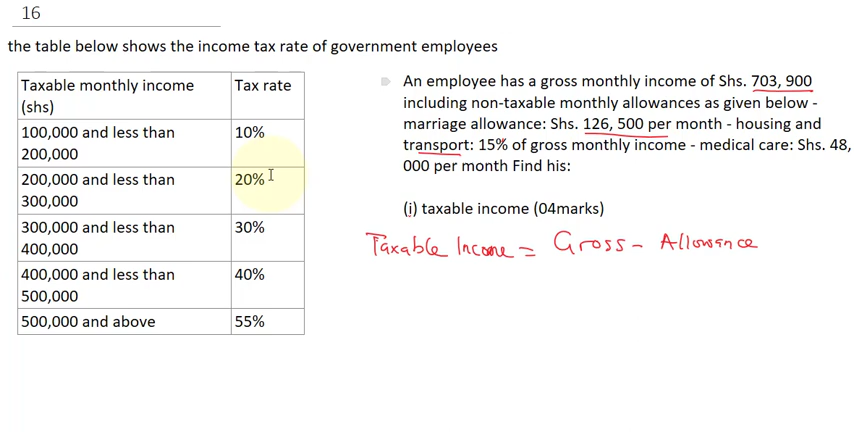 16
the table below shows the income tax rate of government employees
Taxable monthly income (shs) Tax rate
100,000 and less than 200,000 10%
200,000 and less than 300,000 20%
300,000 and less than 400,000 30%
400,000 and less than 500,000 40%
500,000 and above 55%
An employee has a gross monthly income of Shs. 703, 900
including non-taxable monthly allowances as given below -
marriage allowance: Shs. 126, 500 per month - housing and
transport: 15% of gross monthly income - medical care: Shs. 48,
000 per month Find his:
(i) taxable income (04marks)
Taxable Income = Gross - Allowance